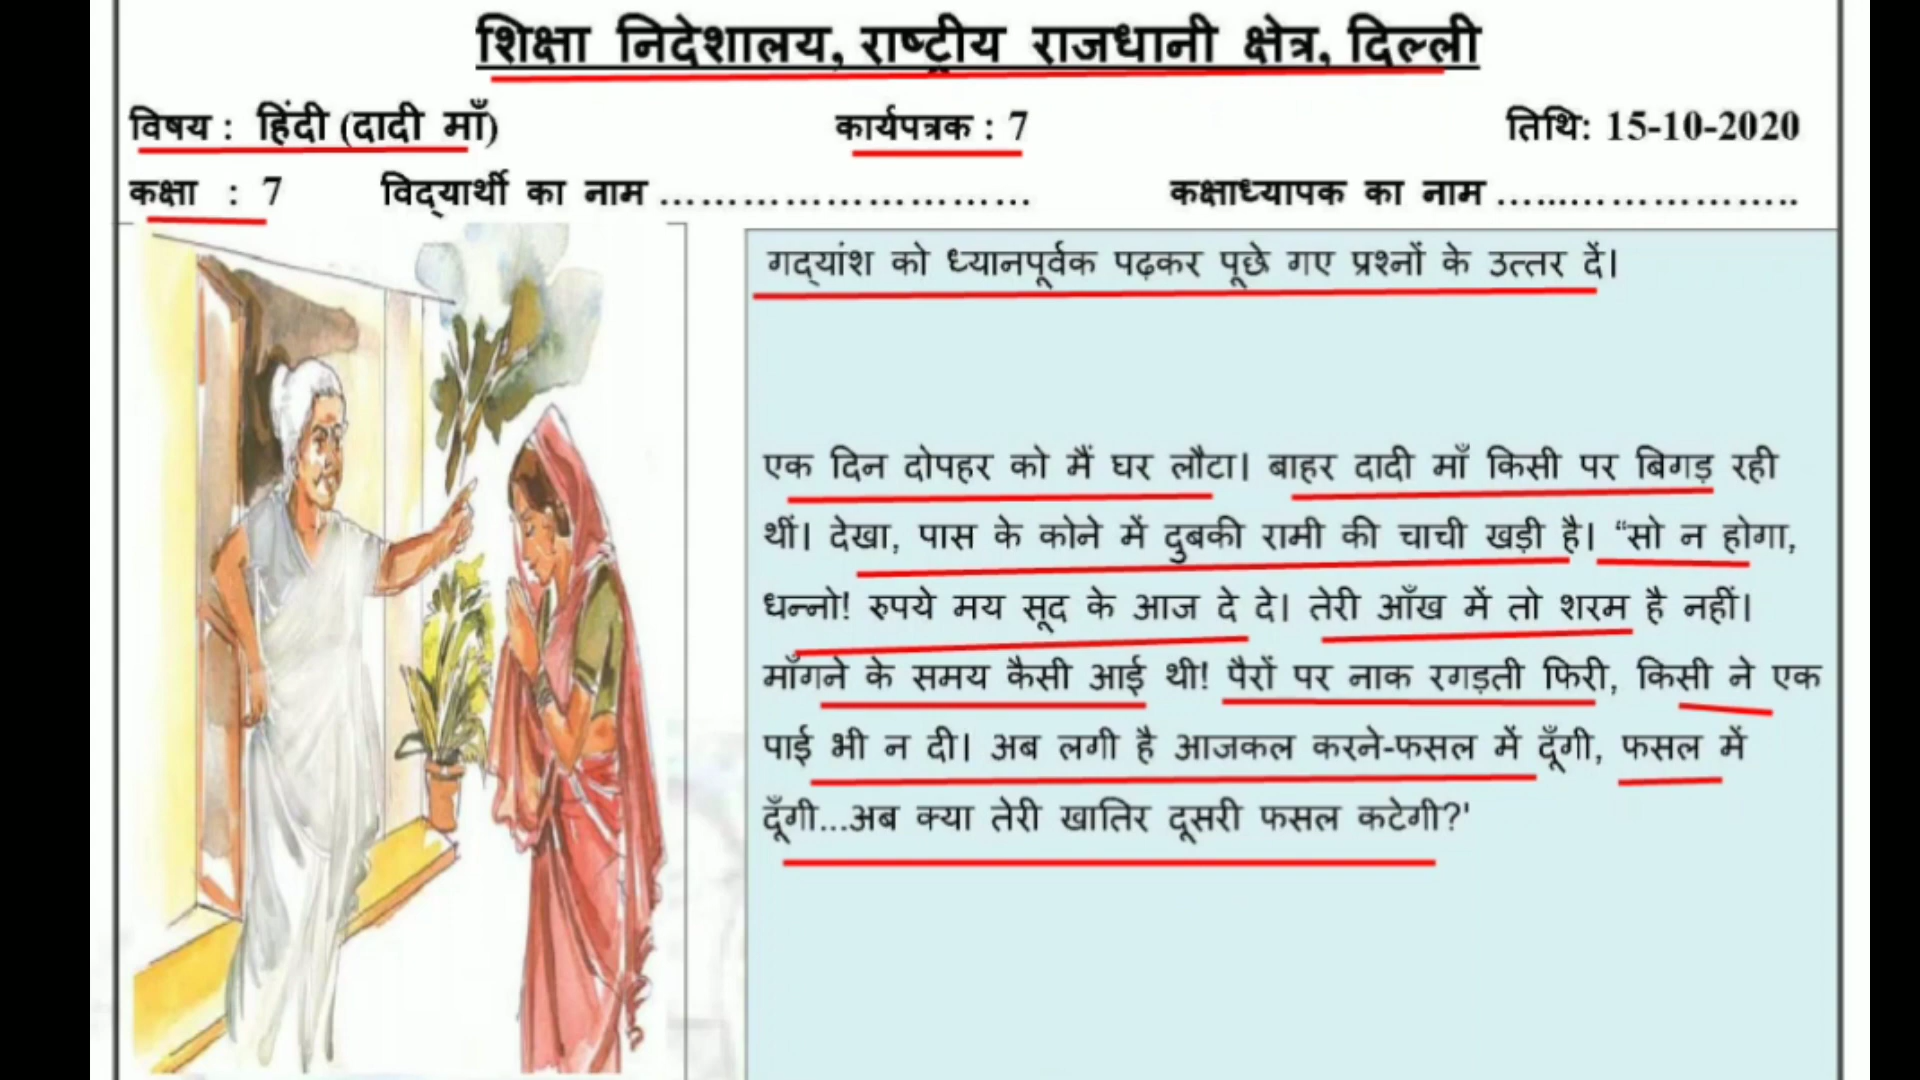 शिक्षा निदेशालय, राष्ट्रीय राजधानी क्षेत्र, दिल्ली
विषय : हिंदी (दादी माँ) कार्यपत्रक : 7 तिथि: 15-10-2020
कक्षा : 7 विद्यार्थी का नाम ........................... कक्षाध्यापक का नाम ........................
गद्यांश को ध्यानपूर्वक पढ़कर पूछे गए प्रश्नों के उत्तर दें।
एक दिन दोपहर को मैं घर लौटा। बाहर दादी माँ किसी पर बिगड़ रही
थीं। देखा, पास के कोने में दुबकी रामी की चाची खड़ी है। “सो न होगा,
धन्नो! रुपये मय सूद के आज दे दे। तेरी आँख में तो शरम है नहीं।
माँगने के समय कैसी आई थी! पैरों पर नाक रगड़ती फिरी, किसी ने एक
पाई भी न दी। अब लगी है आजकल करने-फसल में दूँगी, फसल में
दूँगी...अब क्या तेरी खातिर दूसरी फसल कटेगी?'